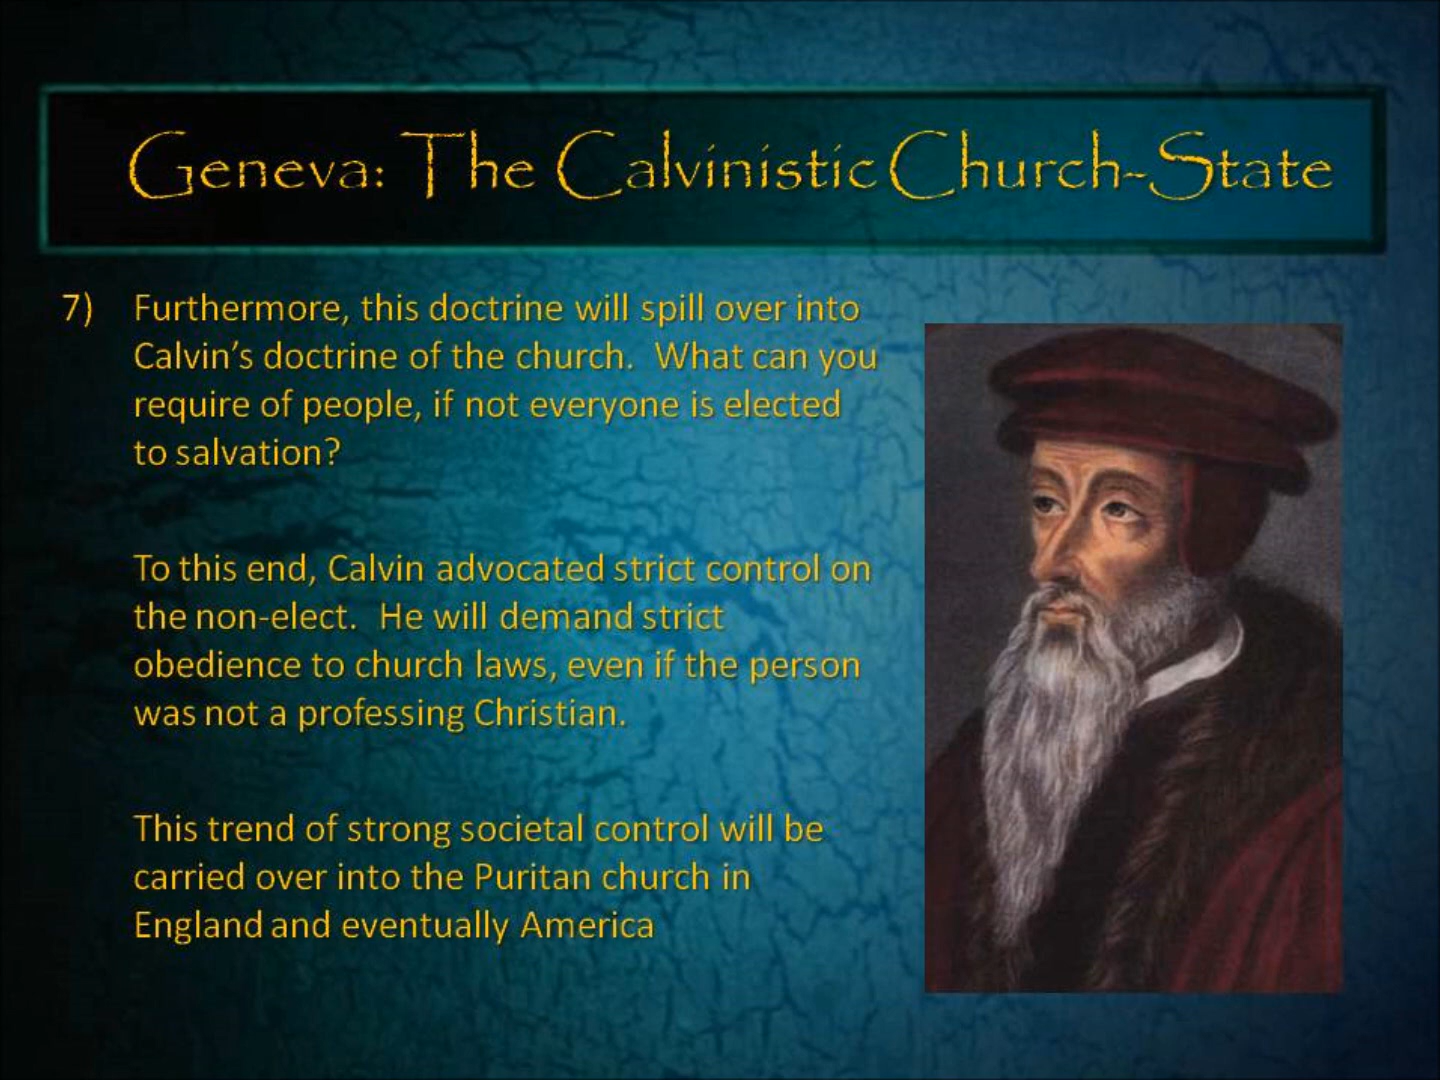 Geneva: The Calvinistic Church-State
7) Furthermore, this doctrine will spill over into
Calvin's doctrine of the church. What can you
require of people, if not everyone is elected
to salvation?
To this end, Calvin advocated strict control on
the non-elect. He will demand strict
obedience to church laws, even if the person
was not a professing Christian.
This trend of strong societal control will be
carried over into the Puritan church in
England and eventually America